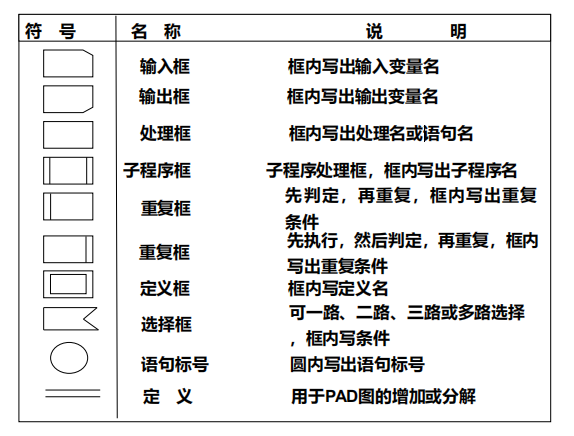 符 号 名 称 说 明
输入框 框内写出输入变量名
输出框 框内写出输出变量名
处理框 框内写出处理名或语句名
子程序框 子程序处理框，框内写出子程序名
重复框 先判定，再重复，框内写出重复
条件
重复框 先执行，然后判定，再重复，框内
写出重复条件
定义框 框内写定义名
选择框 可一路、二路、三路或多路选择
，框内写条件
语句标号 圆内写出语句标号
定 义 用于PAD图的增加或分解